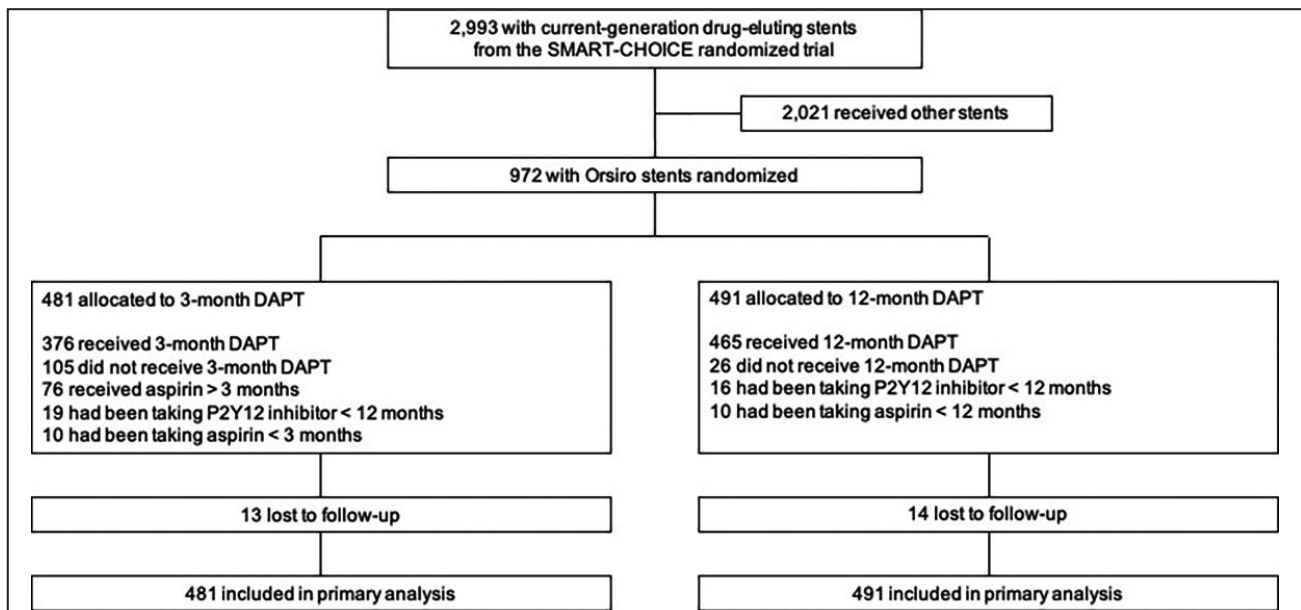 2,993 with current-generation drug-eluting stents
from the SMART-CHOICE randomized trial
2,021 received other stents
972 with Orsiro stents randomized
481 allocated to 3-month DAPT
376 received 3-month DAPT
105 did not receive 3-month DAPT
76 received aspirin > 3 months
19 had been taking P2Y12 inhibitor < 12 months
10 had been taking aspirin < 3 months
491 allocated to 12-month DAPT
465 received 12-month DAPT
26 did not receive 12-month DAPT
16 had been taking P2Y12 inhibitor < 12 months
10 had been taking aspirin < 12 months
13 lost to follow-up
14 lost to follow-up
481 included in primary analysis
491 included in primary analysis